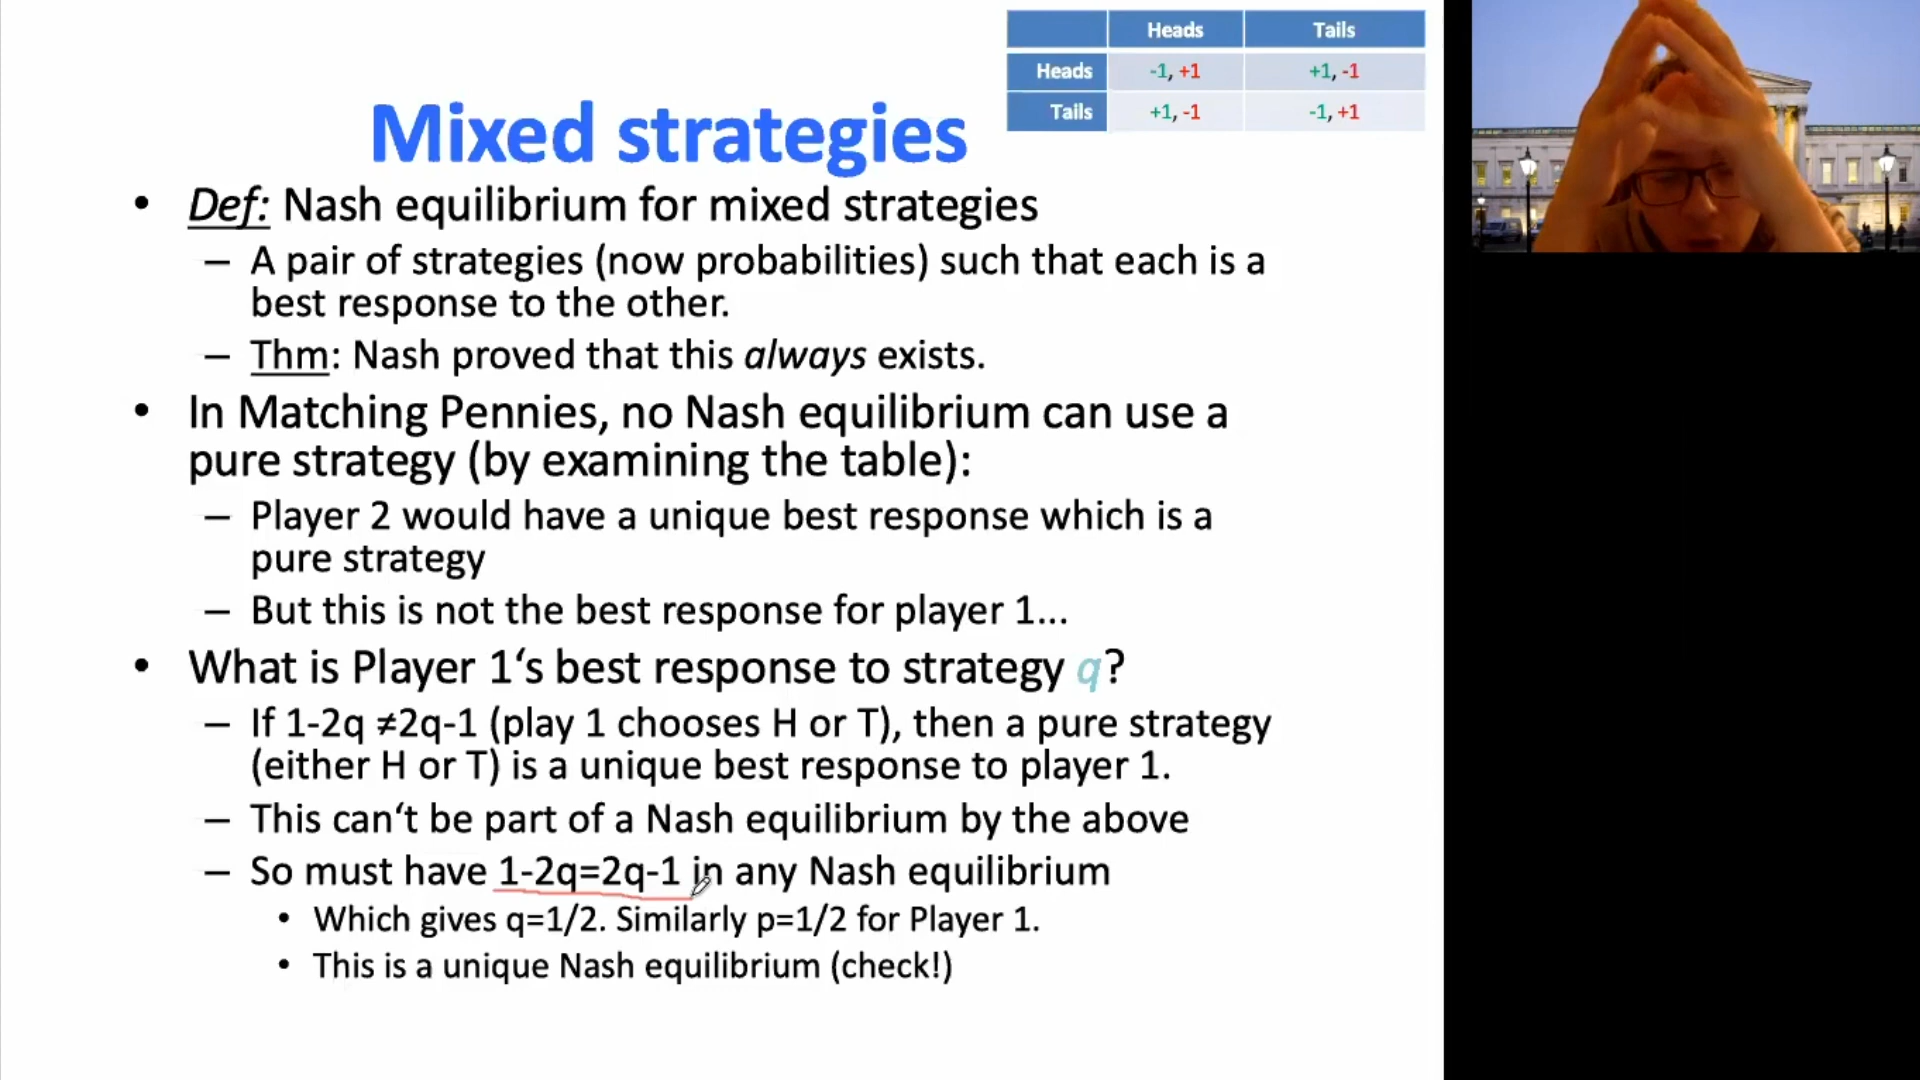 Heads Tails
Heads -1, +1 +1, -1
Tails +1, -1 -1, +1
Mixed strategies
• Def: Nash equilibrium for mixed strategies
– A pair of strategies (now probabilities) such that each is a
best response to the other.
– Thm: Nash proved that this always exists.
• In Matching Pennies, no Nash equilibrium can use a
pure strategy (by examining the table):
– Player 2 would have a unique best response which is a
pure strategy
– But this is not the best response for player 1...
• What is Player 1‘s best response to strategy q?
– If 1-2q ≠2q-1 (play 1 chooses H or T), then a pure strategy
(either H or T) is a unique best response to player 1.
– This can‘t be part of a Nash equilibrium by the above
– So must have 1-2q=2q-1 in any Nash equilibrium
• Which gives q=1/2. Similarly p=1/2 for Player 1.
• This is a unique Nash equilibrium (check!)